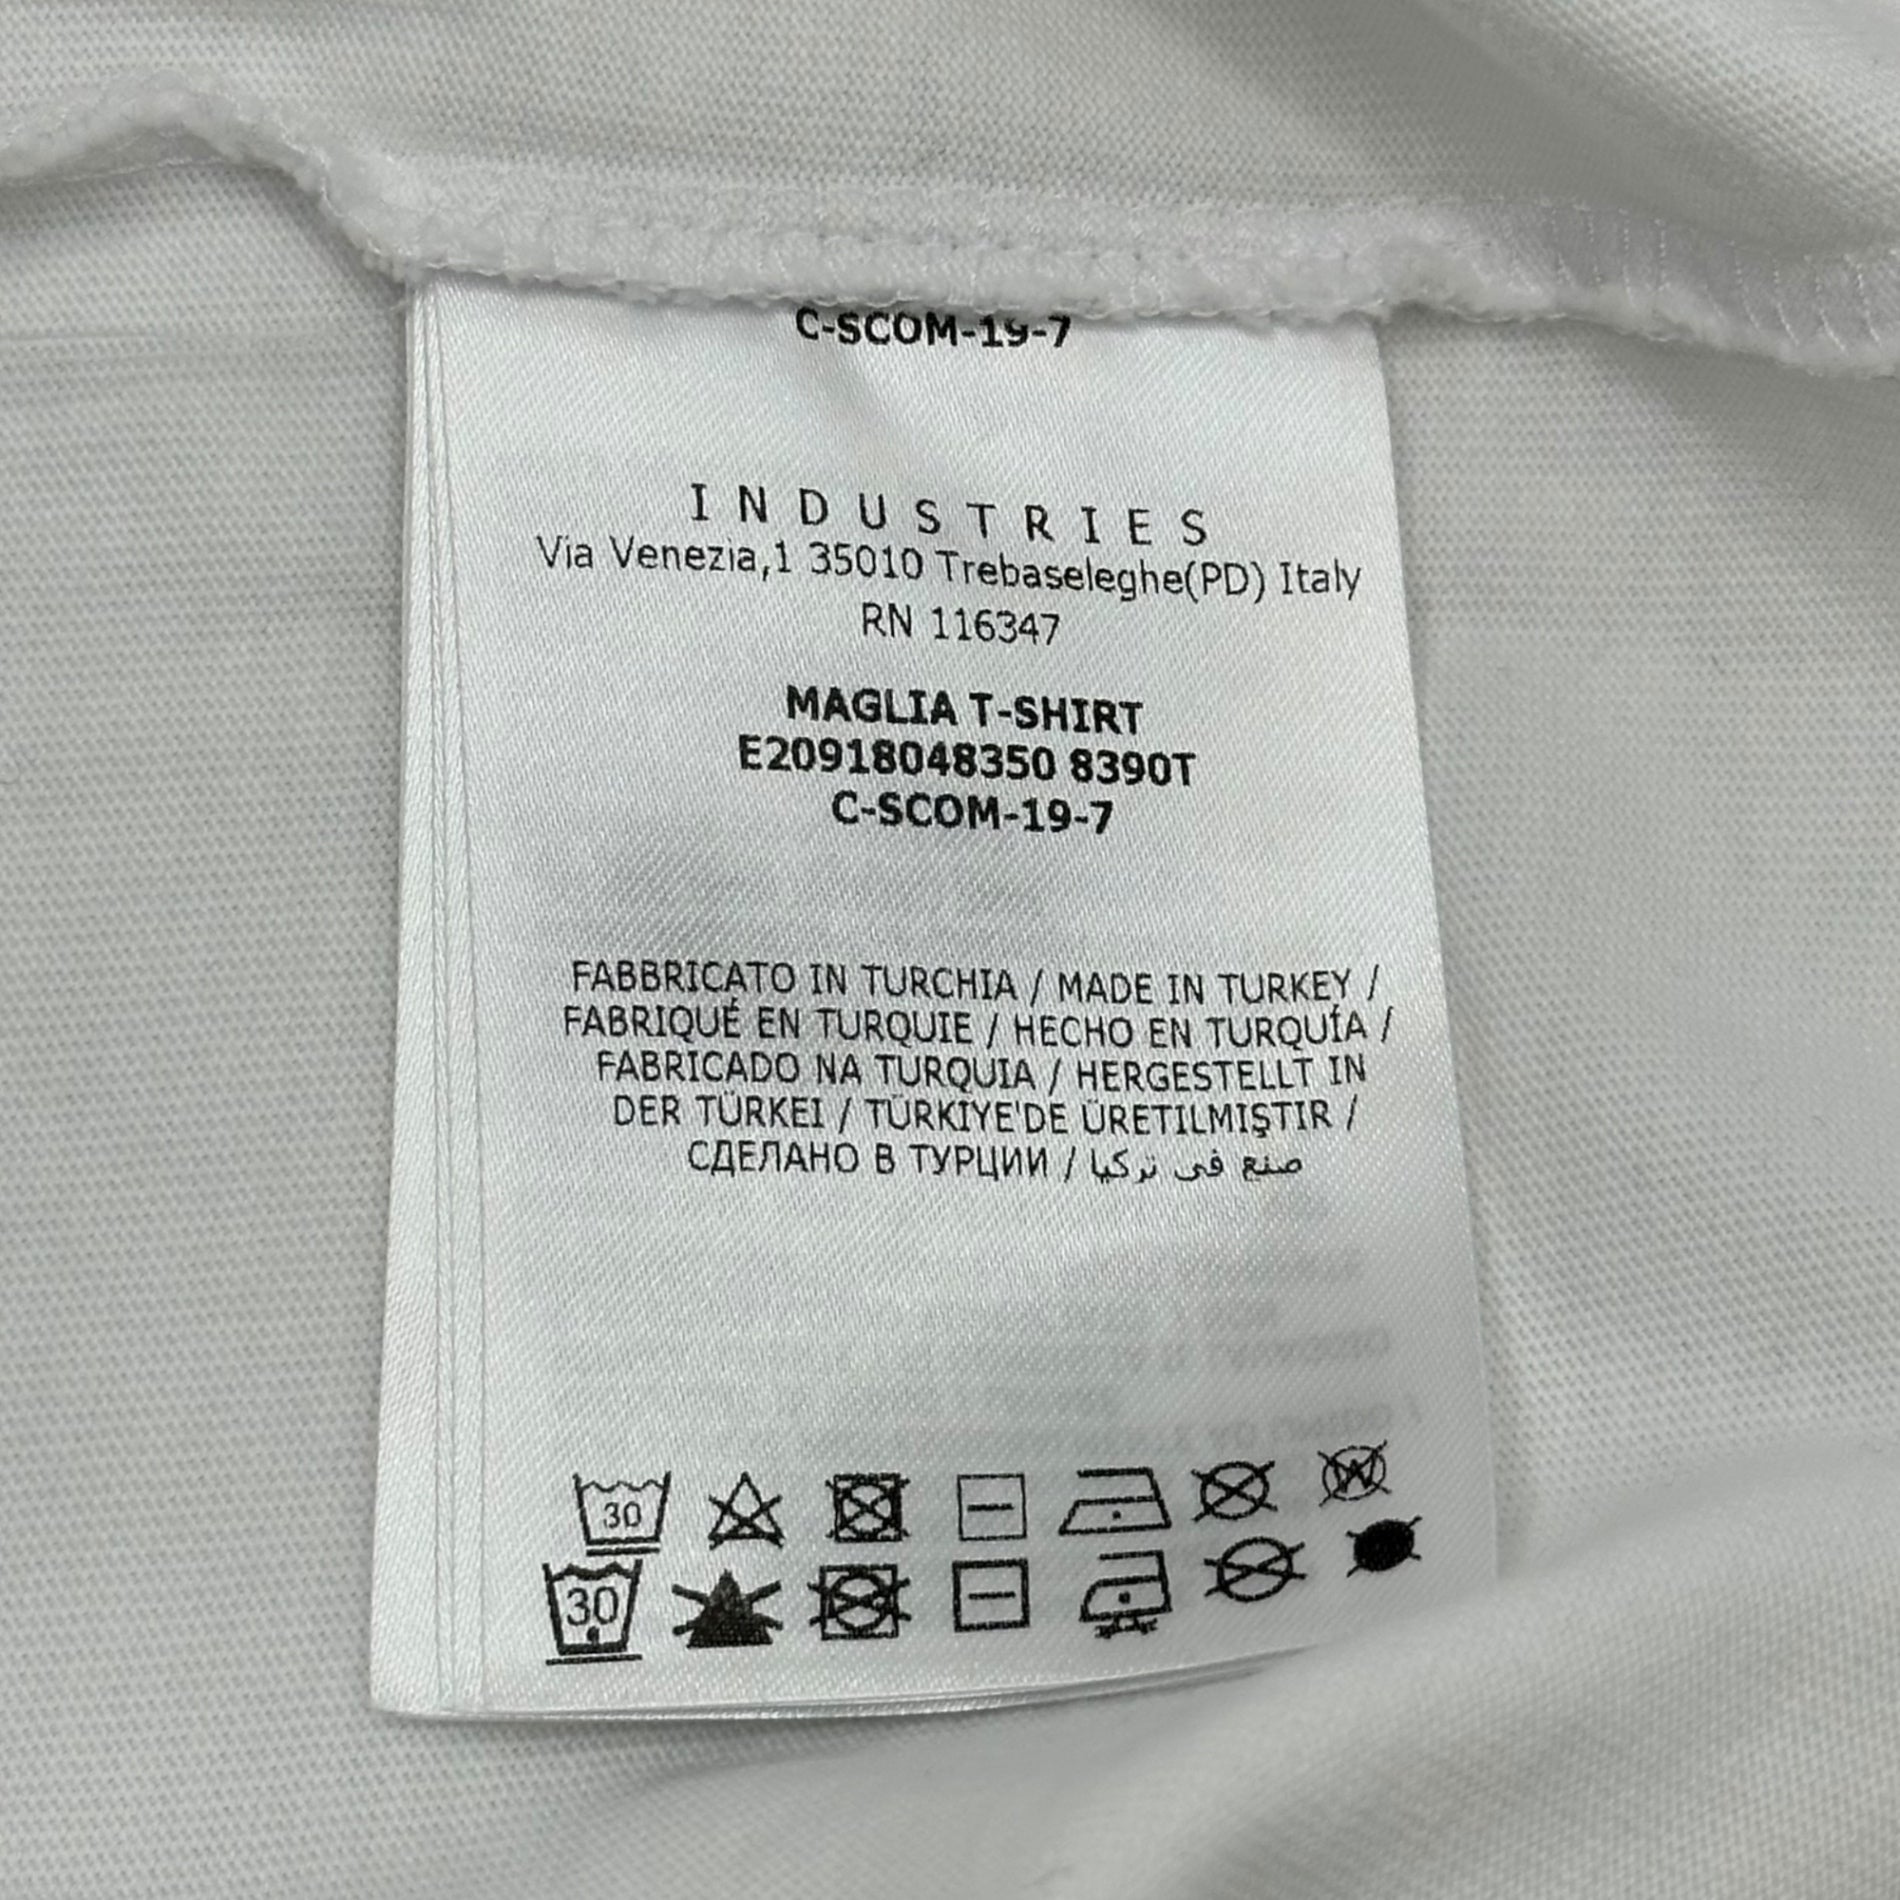 C-SCOM-19-7
INDUSTRIES
Via Venezia,1 35010 Trebaseleghe(PD) Italy
RN 116347
MAGLIA T-SHIRT
E20918048350 8390T
C-SCOM-19-7
FABBRICATO IN TURCHIA / MADE IN TURKEY /
FABRIQUÉ EN TURQUIE / HECHO EN TURQUÍA /
FABRICADO NA TURQUIA / HERGESTELLT IN
DER TÜRKEI / TÜRKIYE'DE ÜRETILMIŞTIR /
СДЕЛАНО В ТУРЦИИ / صنع في تركيا
30 W
30